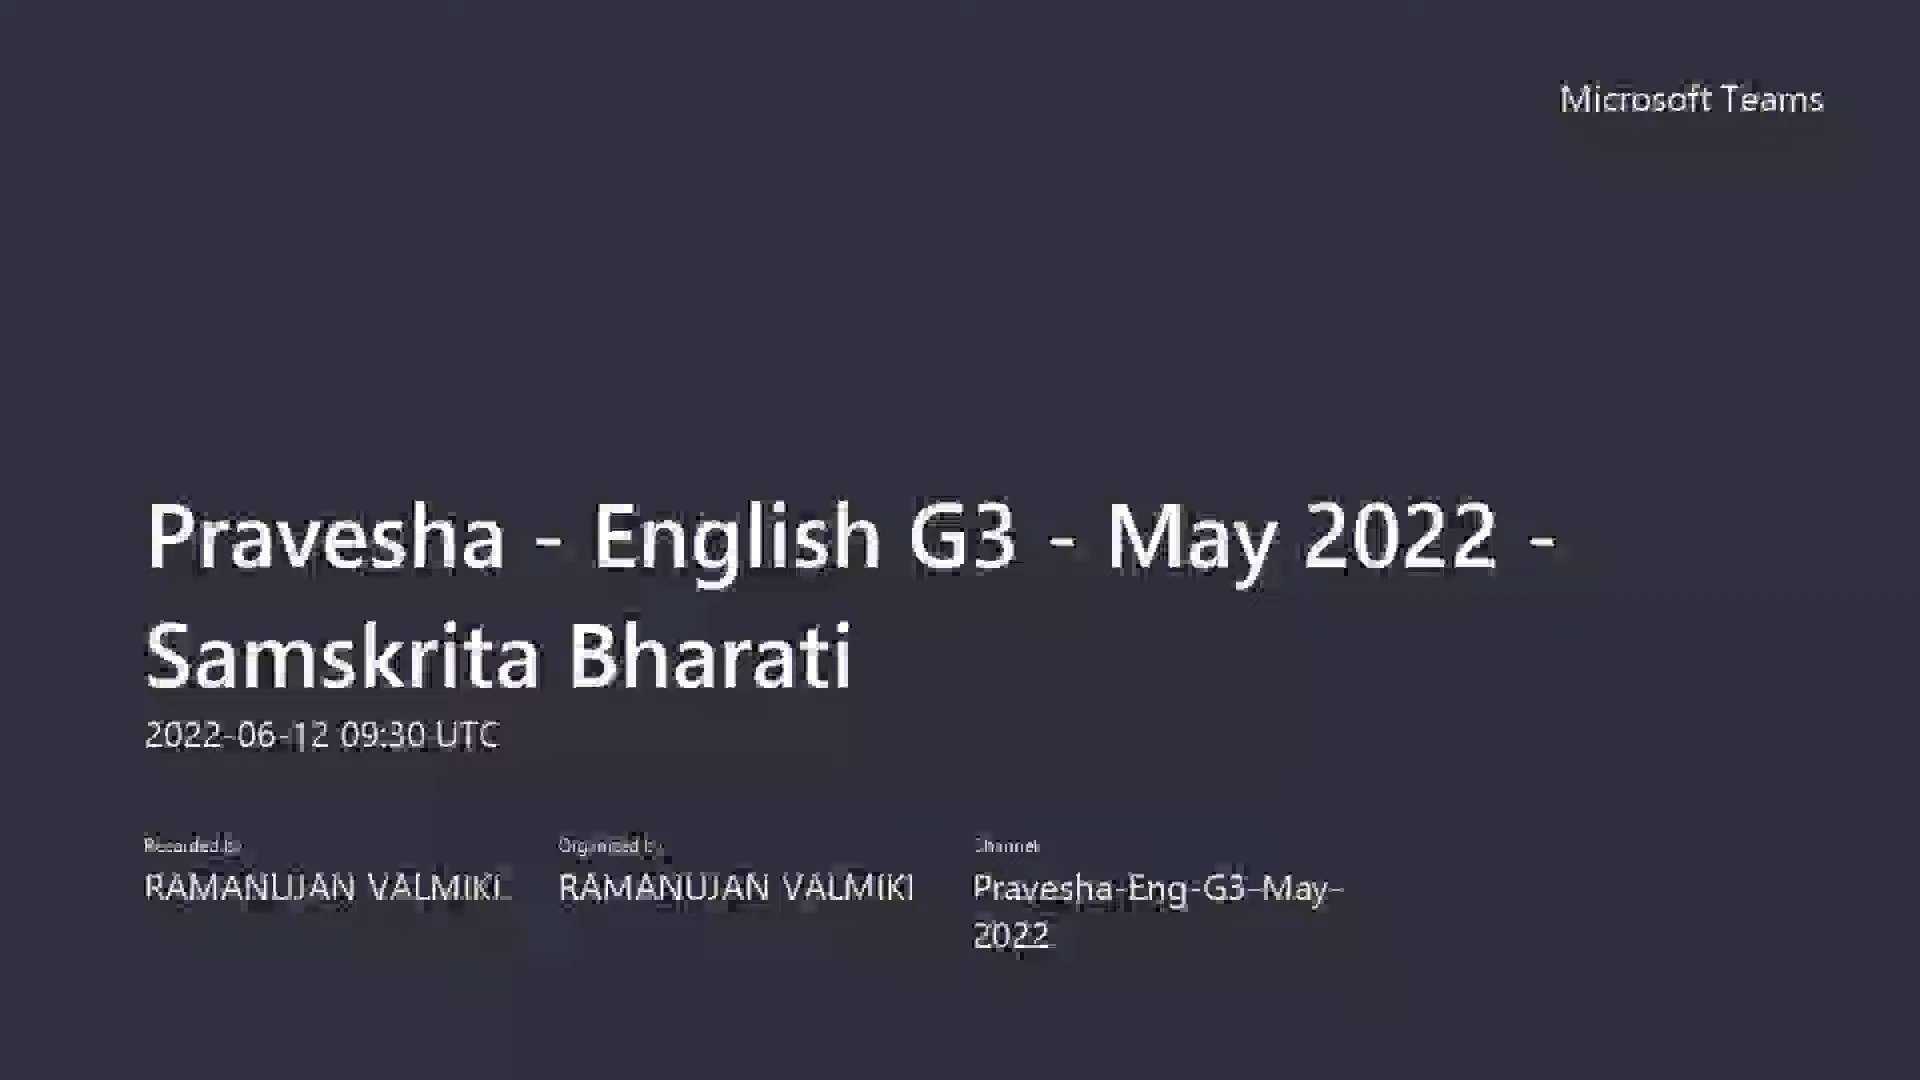 Microsoft Teams
Pravesha - English G3 - May 2022 -
Samskrita Bharati
2022-06-12 09:30 UTC
Recorded by
Organized by
Channel
RAMANUJAN VALMIKI
RAMANUJAN VALMIKI
Pravesha-Eng-G3-May-
2022